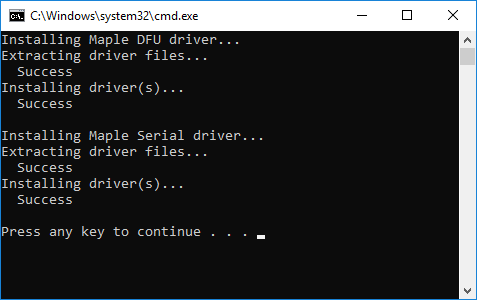 C:\Windows\system32\cmd.exe
Installing Maple DFU driver...
Extracting driver files...
  Success
Installing driver(s)...
  Success

Installing Maple Serial driver...
Extracting driver files...
  Success
Installing driver(s)...
  Success

Press any key to continue . . .